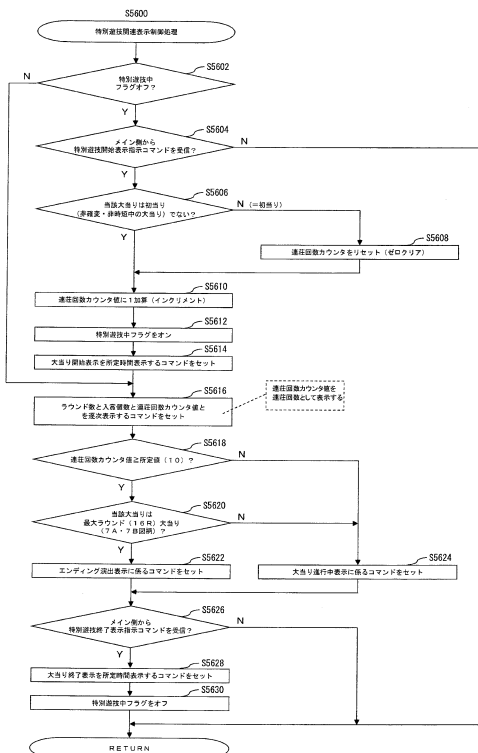 S5600
特別遊技関連表示制御処理
S5602
N
特別遊技中
フラグオフ?
Y
S5604
メイン側から
特別遊技開始表示指示コマンドを受信?
N
Y
S5606
当該大当りは初当り
(非確変・非時短中の大当り)でない?
N (=初当り)
Y
S5608
連荘回数カウンタをリセット(ゼロクリア)
S5610
連荘回数カウンタ値に1加算(インクリメント)
S5612
特別遊技中フラグをオン
S5614
大当り開始表示を所定時間表示するコマンドをセット
S5616
ラウンド数と入賞個数と連荘回数カウンタ値と
を逐次表示するコマンドをセット
連荘回数カウンタ値を
連荘回数として表示する
S5618
連荘回数カウンタ値≧所定値(10)?
N
Y
S5620
当該大当りは
最大ラウンド(16R)大当り
(7A・7B図柄)?
N
Y
S5622
エンディング演出表示に係るコマンドをセット
S5624
大当り進行中表示に係るコマンドをセット
S5626
メイン側から
特別遊技終了表示指示コマンドを受信?
N
Y
S5628
大当り終了表示を所定時間表示するコマンドをセット
S5630
特別遊技中フラグをオフ
RETURN